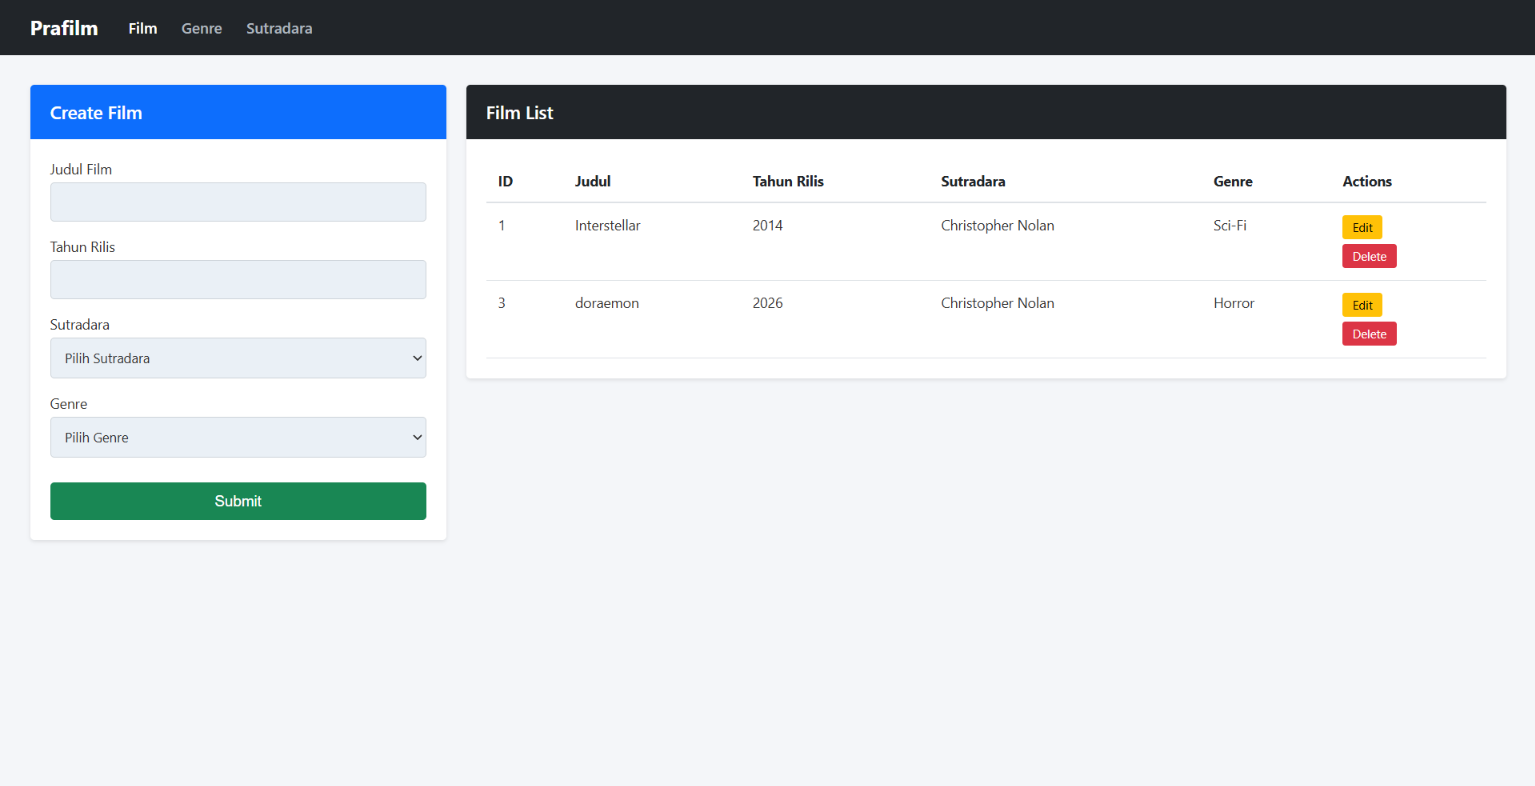 Prafilm Film Genre Sutradara
Create Film
Judul Film
Tahun Rilis
Sutradara
Pilih Sutradara
Genre
Pilih Genre
Submit
Film List
ID Judul Tahun Rilis Sutradara Genre Actions
1 Interstellar 2014 Christopher Nolan Sci-Fi Edit
Delete
3 doraemon 2026 Christopher Nolan Horror Edit
Delete